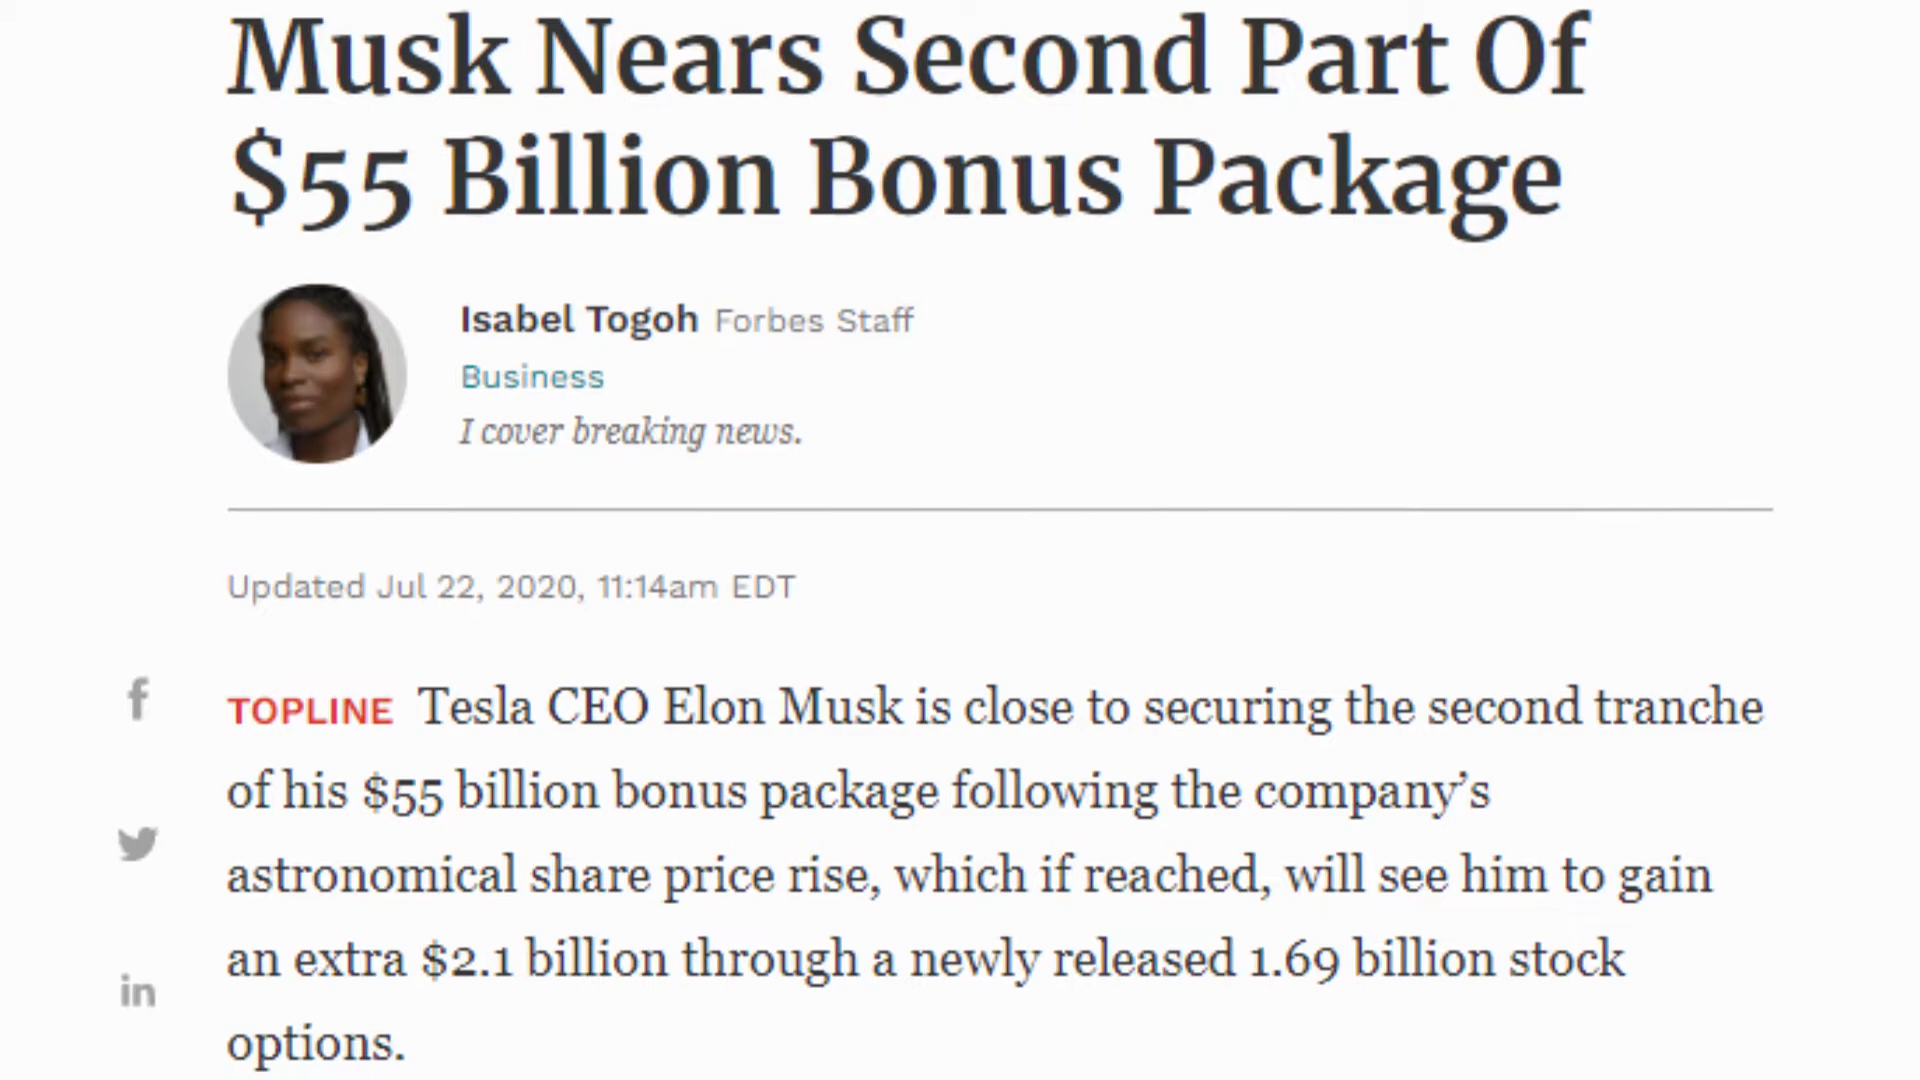 Musk Nears Second Part Of
$55 Billion Bonus Package
Isabel Togoh Forbes Staff
Business
I cover breaking news.
Updated Jul 22, 2020, 11:14am EDT
TOPLINE Tesla CEO Elon Musk is close to securing the second tranche
of his $55 billion bonus package following the company’s
astronomical share price rise, which if reached, will see him to gain
an extra $2.1 billion through a newly released 1.69 billion stock
options.
f
in